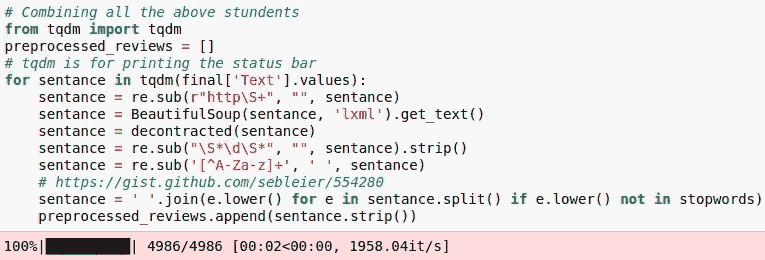 # Combining all the above stundents
from tqdm import tqdm
preprocessed_reviews = []
# tqdm is for printing the status bar
for sentance in tqdm(final['Text'].values):
    sentance = re.sub(r"http\S+", "", sentance)
    sentance = BeautifulSoup(sentance, 'lxml').get_text()
    sentance = decontracted(sentance)
    sentance = re.sub("\S*\d\S*", "", sentance).strip()
    sentance = re.sub('[^A-Za-z]+', ' ', sentance)
    # https://gist.github.com/sebleier/554280
    sentance = ' '.join(e.lower() for e in sentance.split() if e.lower() not in stopwords)
    preprocessed_reviews.append(sentance.strip())
100%|██████████| 4986/4986 [00:02<00:00, 1958.04it/s]